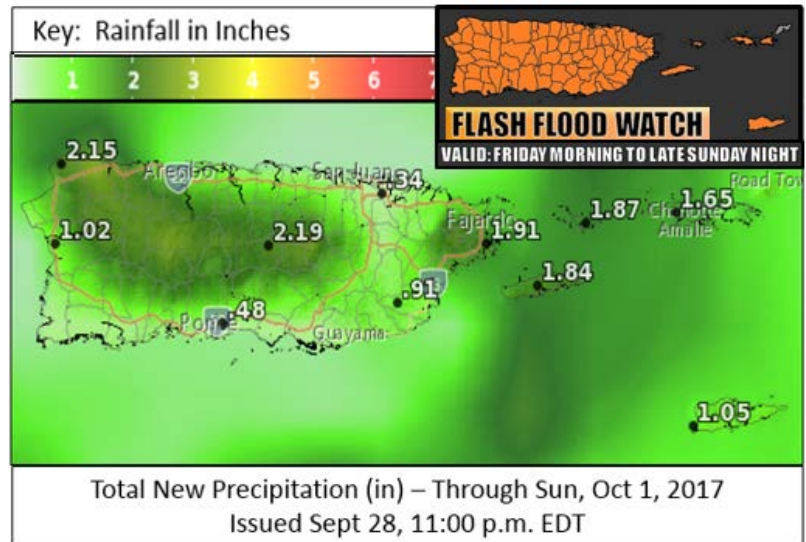 Key: Rainfall in Inches
1 2 3 4 5 6 7
FLASH FLOOD WATCH
VALID: FRIDAY MORNING TO LATE SUNDAY NIGHT
2.15
Arecibo
San Juan
.34
Road Tow
1.65
1.87
Charlotte
Amalie
1.02
2.19
Fajardo
1.91
1.84
.91
.48
Ponce
Guayama
1.05
Total New Precipitation (in) – Through Sun, Oct 1, 2017
Issued Sept 28, 11:00 p.m. EDT